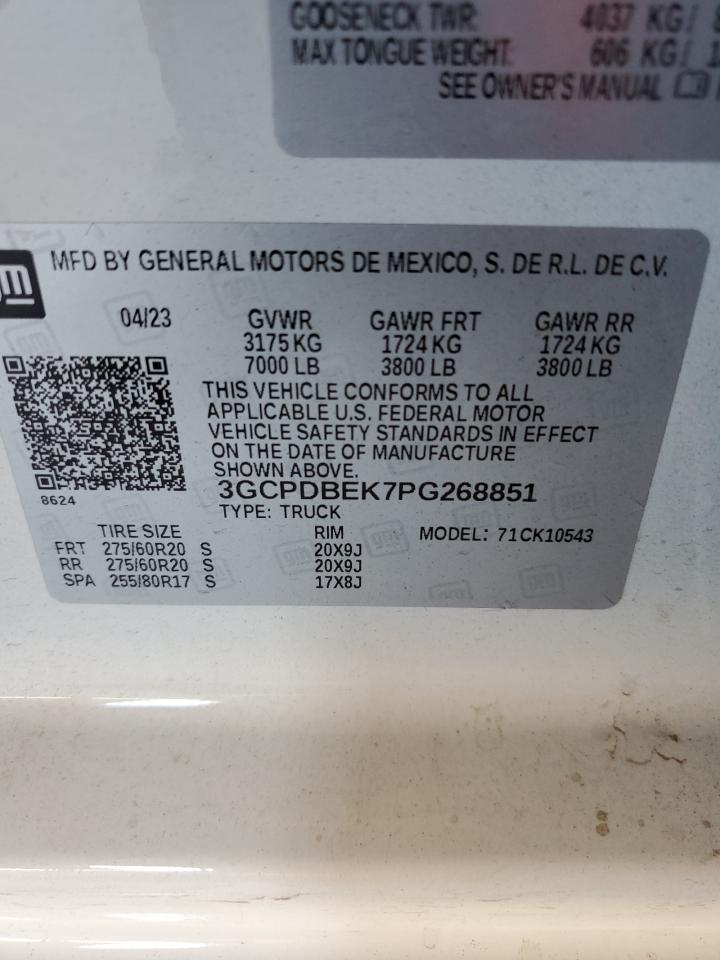 GOOSENECK TWR: 4037 KG/
MAX TONGUE WEIGHT: 606 KG/
SEE OWNER'S MANUAL
gm
MFD BY GENERAL MOTORS DE MEXICO, S. DE R.L. DE C.V.
04/23 GVWR GAWR FRT GAWR RR
3175 KG 1724 KG 1724 KG
7000 LB 3800 LB 3800 LB
THIS VEHICLE CONFORMS TO ALL
APPLICABLE U.S. FEDERAL MOTOR
VEHICLE SAFETY STANDARDS IN EFFECT
ON THE DATE OF MANUFACTURE
SHOWN ABOVE.
8624
3GCPDBEK7PG268851
TYPE: TRUCK
TIRE SIZE RIM MODEL: 71CK10543
FRT 275/60R20 S 20X9J
RR 275/60R20 S 20X9J
SPA 255/80R17 S 17X8J